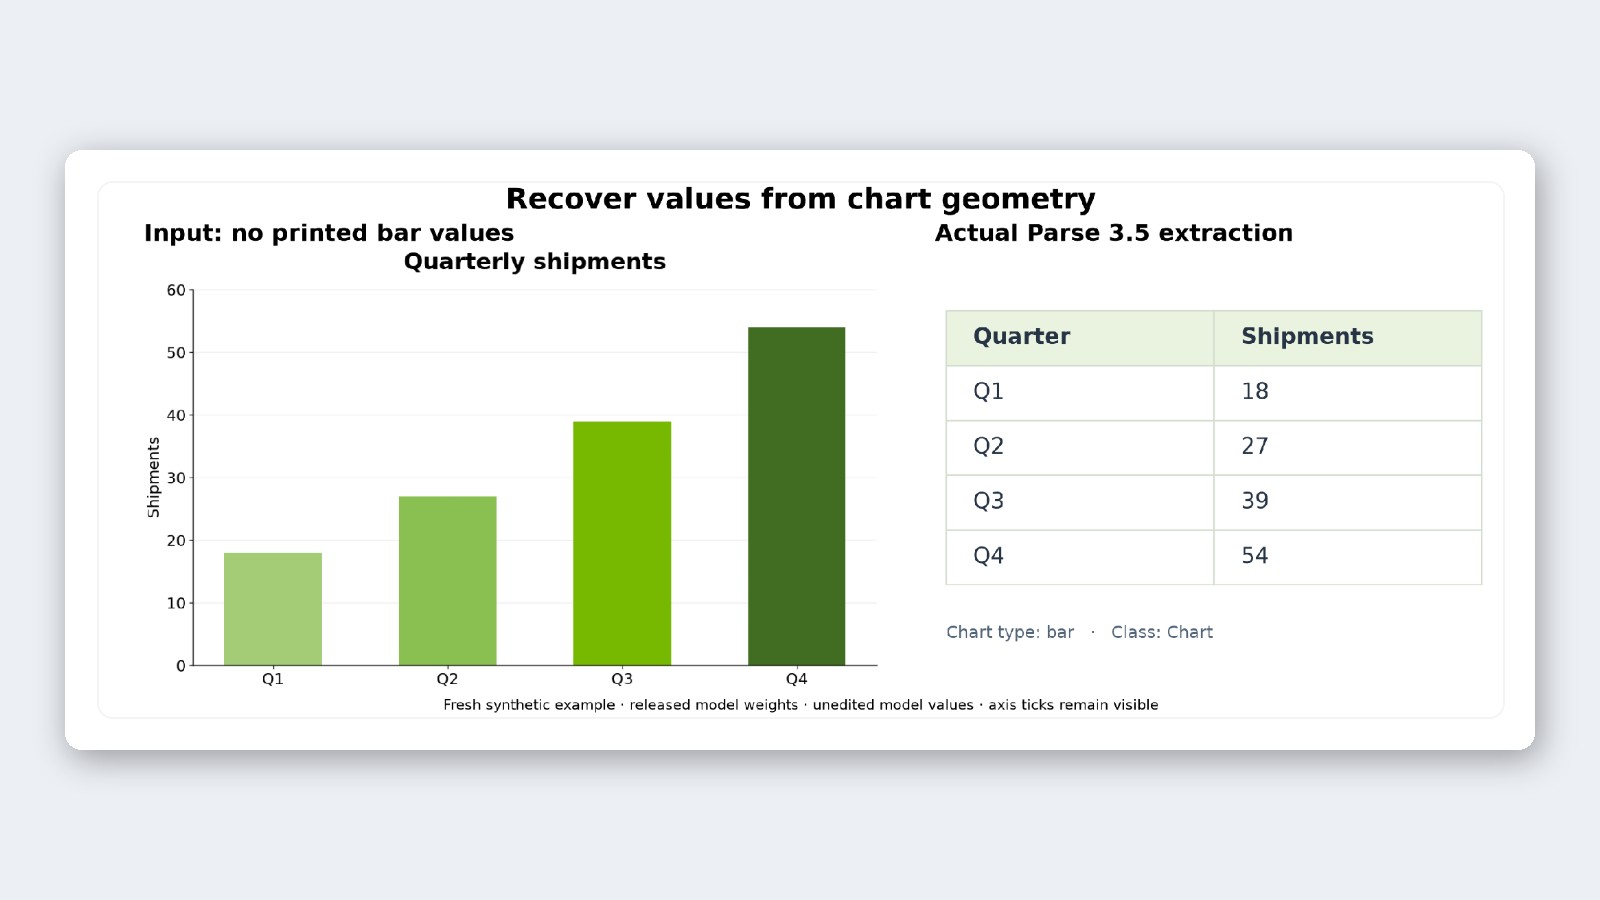 Recover values from chart geometry
Input: no printed bar values
Quarterly shipments
60
50
40
30
20
10
0
Shipments
Q1 Q2 Q3 Q4
Actual Parse 3.5 extraction
Quarter Shipments
Q1 18
Q2 27
Q3 39
Q4 54
Chart type: bar · Class: Chart
Fresh synthetic example · released model weights · unedited model values · axis ticks remain visible